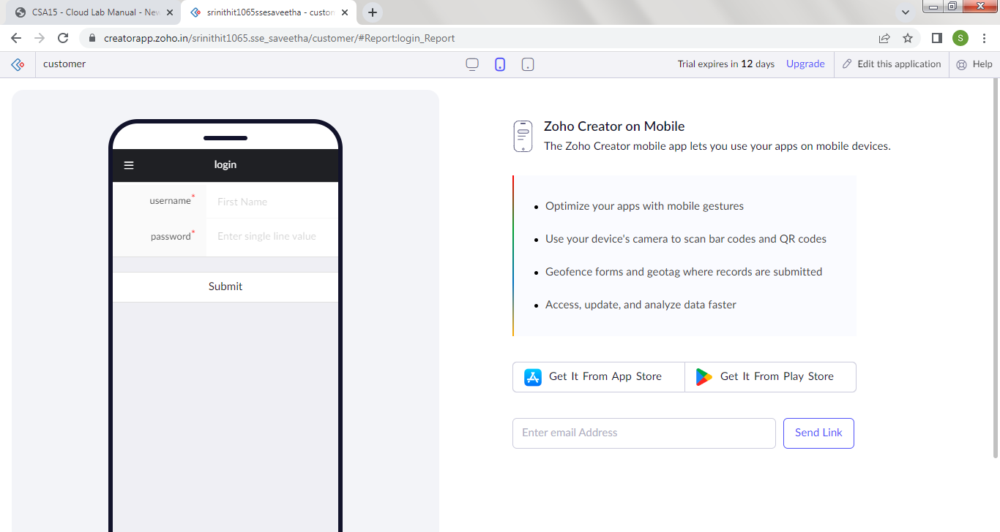 CSA15 - Cloud Lab Manual - New
srinithit1065ssesaveetha - custom
creatorapp.zoho.in/srinithit1065.sse_saveetha/customer/#Report:login_Report
S
customer
Trial expires in 12 days Upgrade
Edit this application
Help
login
username*
First Name
password*
Enter single line value
Submit
Zoho Creator on Mobile
The Zoho Creator mobile app lets you use your apps on mobile devices.
Optimize your apps with mobile gestures
Use your device's camera to scan bar codes and QR codes
Geofence forms and geotag where records are submitted
Access, update, and analyze data faster
Get It From App Store
Get It From Play Store
Enter email Address
Send Link